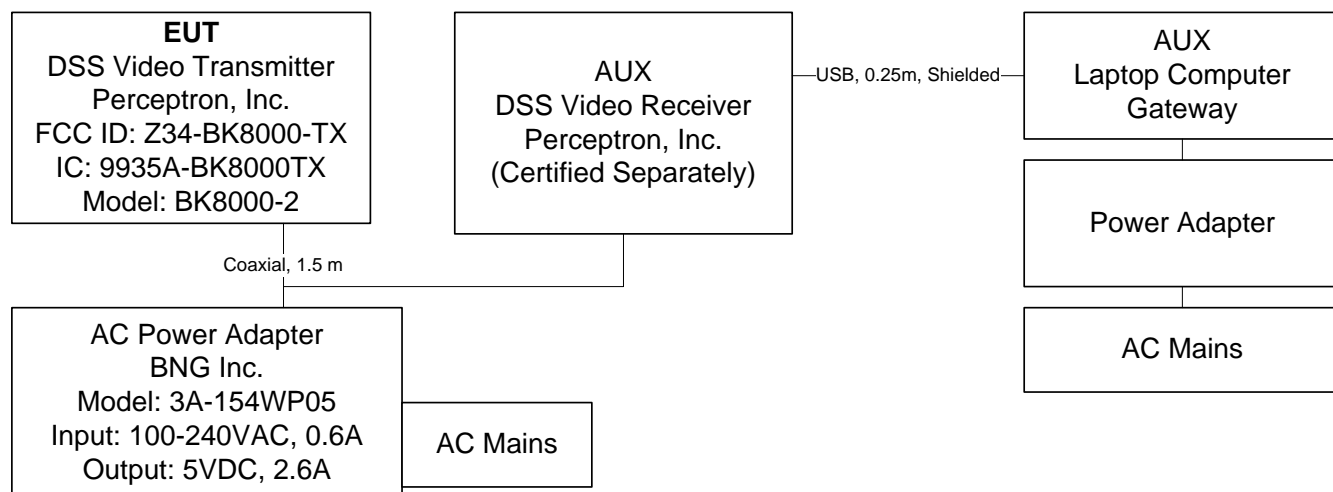 EUT
DSS Video Transmitter
Perceptron, Inc.
FCC ID: Z34-BK8000-TX
IC: 9935A-BK8000TX
Model: BK8000-2
AUX
DSS Video Receiver
Perceptron, Inc.
(Certified Separately)
USB, 0.25m, Shielded
AUX
Laptop Computer
Gateway
Power Adapter
AC Mains
Coaxial, 1.5 m
AC Power Adapter
BNG Inc.
Model: 3A-154WP05
Input: 100-240VAC, 0.6A
Output: 5VDC, 2.6A
AC Mains